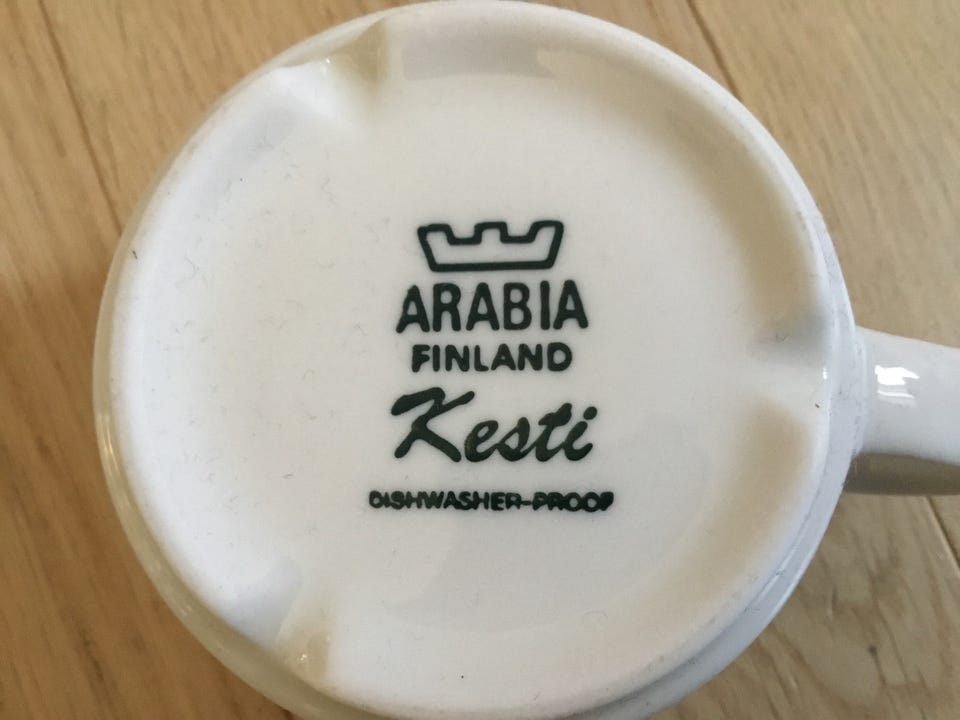 ARABIA
FINLAND
Kesti
DISHWASHER-PROOF